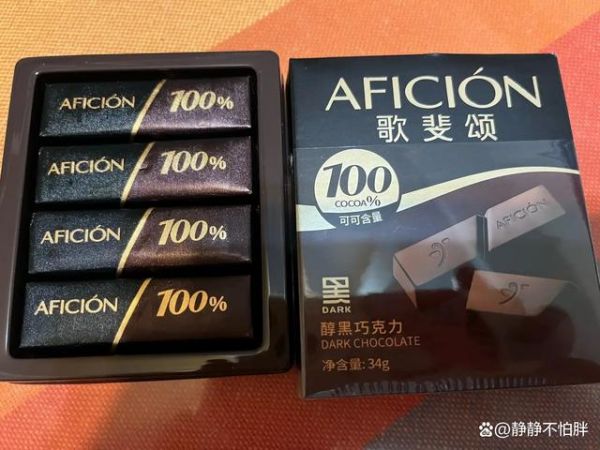 AFICIÓN 100%
AFICIÓN 100%
AFICIÓN 100%
AFICIÓN 100%
AFICIÓN
歌斐颂
100
COCOA%
可可含量
AFICIÓN
黑
DARK
醇黑巧克力
DARK CHOCOLATE
净含量: 34g
@静静不怕胖